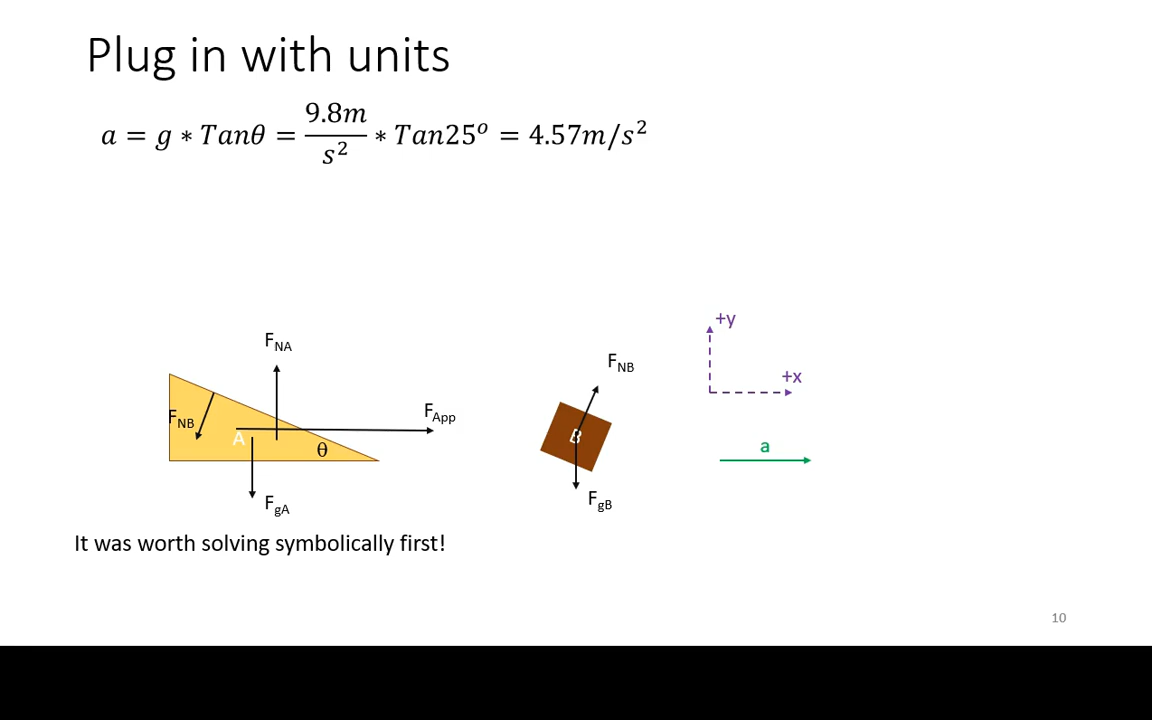 Plug in with units
a = g ∗ Tanθ = 9.8m/s² ∗ Tan25ᵒ = 4.57m/s²
+y
F_NA
F_NB
+x
F_App
F_NB
A
B
a
θ
F_gB
F_gA
It was worth solving symbolically first!
10